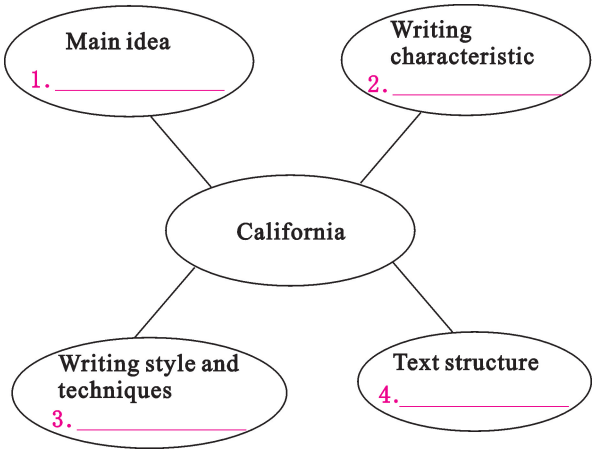 Main idea
1.
Writing
characteristic
2.
California
Writing style and
techniques
3.
Text structure
4.